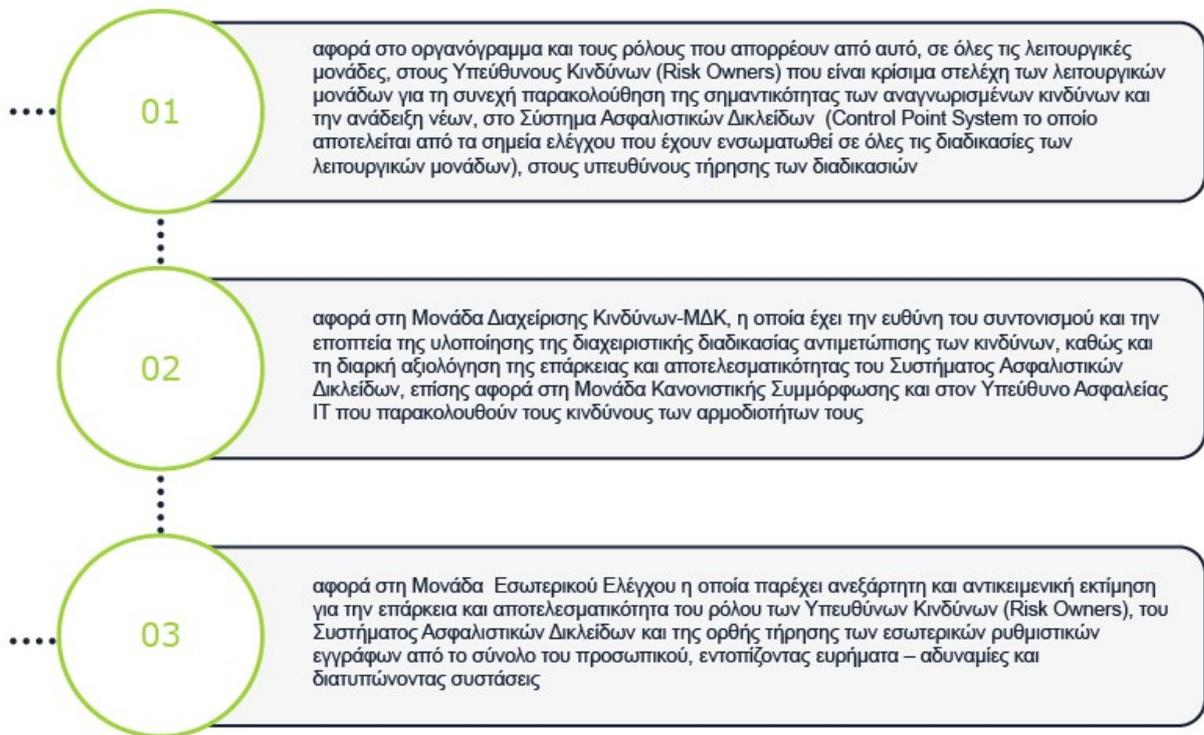 01
αφορά στο οργανόγραμμα και τους ρόλους που απορρέουν από αυτό, σε όλες τις λειτουργικές
μονάδες, στους Υπεύθυνους Κινδύνων (Risk Owners) που είναι κρίσιμα στελέχη των λειτουργικών
μονάδων για τη συνεχή παρακολούθηση της σημαντικότητας των αναγνωρισμένων κινδύνων και
την ανάδειξη νέων, στο Σύστημα Ασφαλιστικών Δικλείδων (Control Point System το οποίο
αποτελείται από τα σημεία ελέγχου που έχουν ενσωματωθεί σε όλες τις διαδικασίες των
λειτουργικών μονάδων), στους υπευθύνους τήρησης των διαδικασιών
02
αφορά στη Μονάδα Διαχείρισης Κινδύνων-ΜΔΚ, η οποία έχει την ευθύνη του συντονισμού και την
εποπτεία της υλοποίησης της διαχειριστικής διαδικασίας αντιμετώπισης των κινδύνων, καθώς και
τη διαρκή αξιολόγηση της επάρκειας και αποτελεσματικότητας του Συστήματος Ασφαλιστικών
Δικλείδων, επίσης αφορά στη Μονάδα Κανονιστικής Συμμόρφωσης και στον Υπεύθυνο Ασφαλείας
IT που παρακολουθούν τους κινδύνους των αρμοδιοτήτων τους
03
αφορά στη Μονάδα Εσωτερικού Ελέγχου η οποία παρέχει ανεξάρτητη και αντικειμενική εκτίμηση
για την επάρκεια και αποτελεσματικότητα του ρόλου των Υπευθύνων Κινδύνων (Risk Owners), του
Συστήματος Ασφαλιστικών Δικλείδων και της ορθής τήρησης των εσωτερικών ρυθμιστικών
εγγράφων από το σύνολο του προσωπικού, εντοπίζοντας ευρήματα – αδυναμίες και
διατυπώνοντας συστάσεις